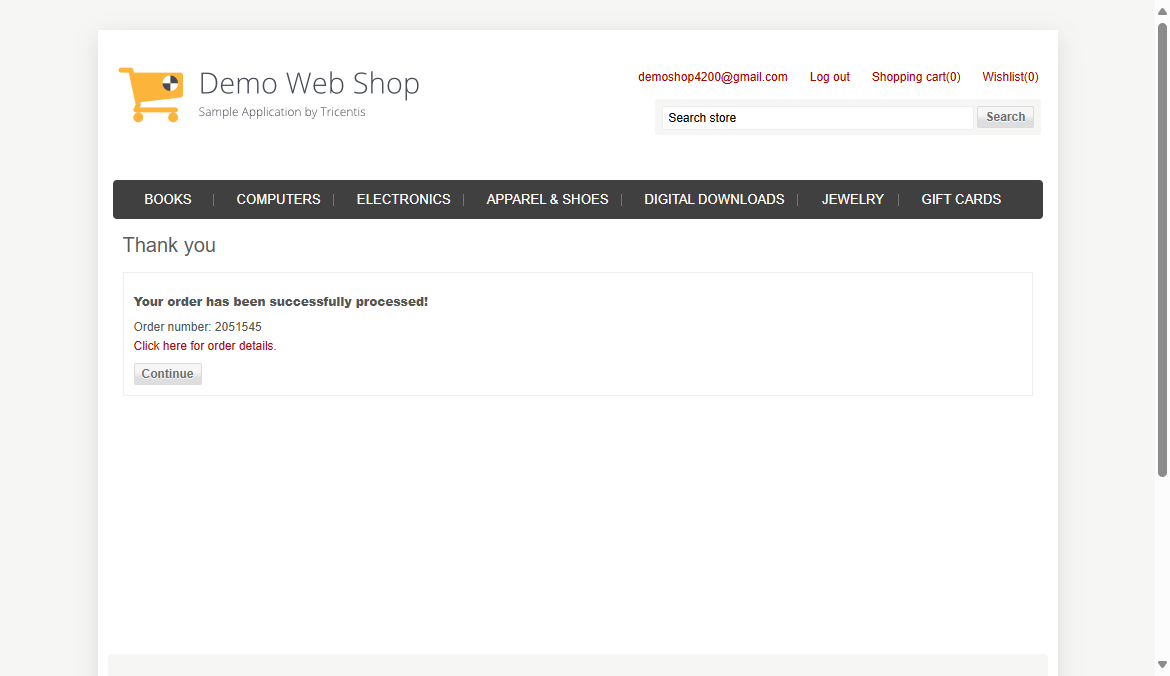 Demo Web Shop
Sample Application by Tricentis
demoshop4200@gmail.com Log out Shopping cart(0) Wishlist(0)
Search store Search
BOOKS COMPUTERS ELECTRONICS APPAREL & SHOES DIGITAL DOWNLOADS JEWELRY GIFT CARDS
Thank you
Your order has been successfully processed!
Order number: 2051545
Click here for order details.
Continue